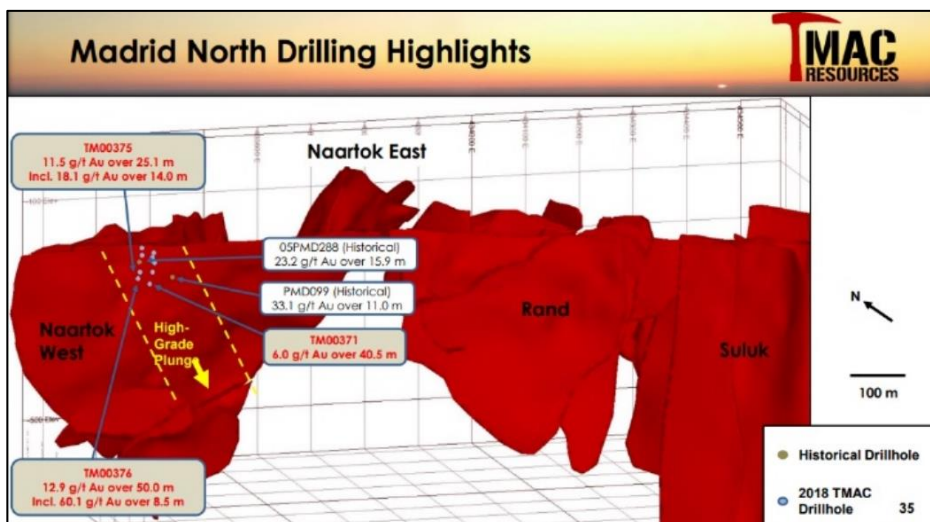 Madrid North Drilling Highlights
TMAC
RESOURCES
Naartok East
TM00375
11.5 g/t Au over 25.1 m
Incl. 18.1 g/t Au over 14.0 m
05PMD288 (Historical)
23.2 g/t Au over 15.9 m
PMD099 (Historical)
33.1 g/t Au over 11.0 m
TM00371
6.0 g/t Au over 40.5 m
Naartok
West
High-
Grade
Plunge
Rand
Suluk
N
100 m
TM00376
12.9 g/t Au over 50.0 m
Incl. 60.1 g/t Au over 8.5 m
Historical Drillhole
2018 TMAC
Drillhole
35